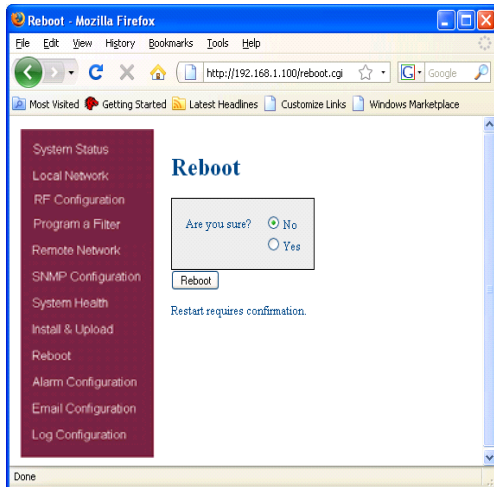 Reboot - Mozilla Firefox
File Edit View History Bookmarks Tools Help
http://192.168.1.100/reboot.cgi
G Google
Most Visited Getting Started Latest Headlines Customize Links Windows Marketplace
System Status
Local Network
RF Configuration
Program a Filter
Remote Network
SNMP Configuration
System Health
Install & Upload
Reboot
Alarm Configuration
Email Configuration
Log Configuration
Reboot
Are you sure? No
Yes
Reboot
Restart requires confirmation.
Done